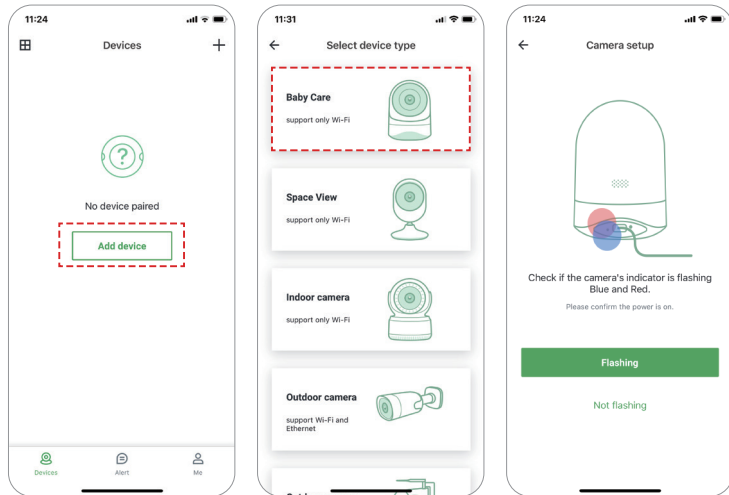 11:24
Devices
No device paired
Add device
Devices
Alert
Me
11:31
Select device type
Baby Care
support only Wi-Fi
Space View
support only Wi-Fi
Indoor camera
support only Wi-Fi
Outdoor camera
support Wi-Fi and
Ethernet
11:24
Camera setup
Check if the camera's indicator is flashing
Blue and Red.
Please confirm the power is on.
Flashing
Not flashing